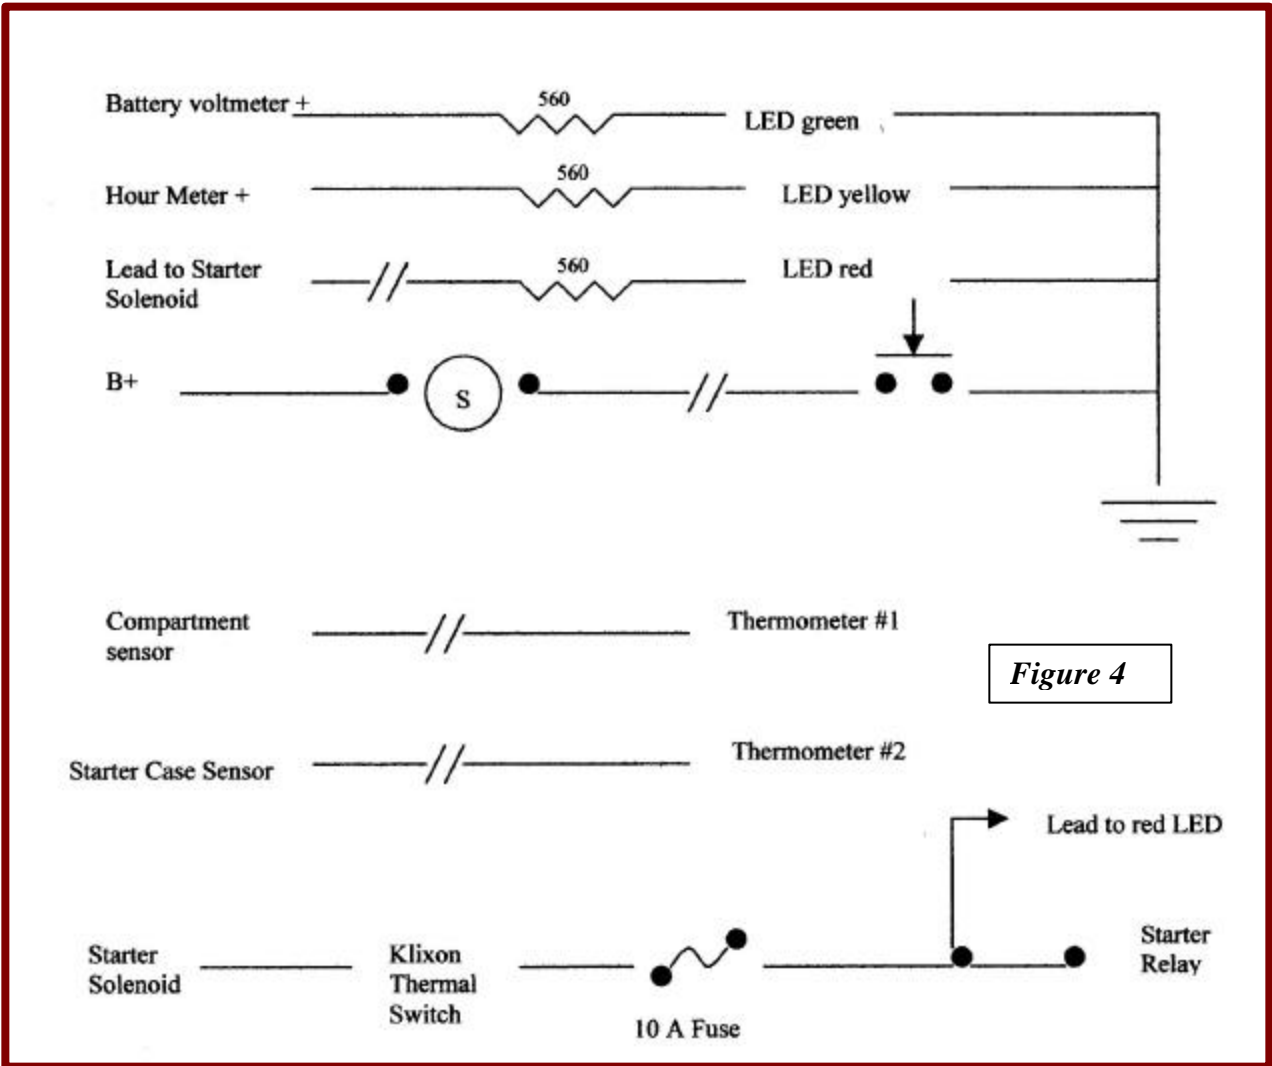 560
Battery voltmeter +
LED green
560
Hour Meter +
LED yellow
Lead to Starter
Solenoid
560
LED red
B+
S
Compartment
sensor
Thermometer #1
Figure 4
Starter Case Sensor
Thermometer #2
Lead to red LED
Starter
Solenoid
Klixon
Thermal
Switch
10 A Fuse
Starter
Relay